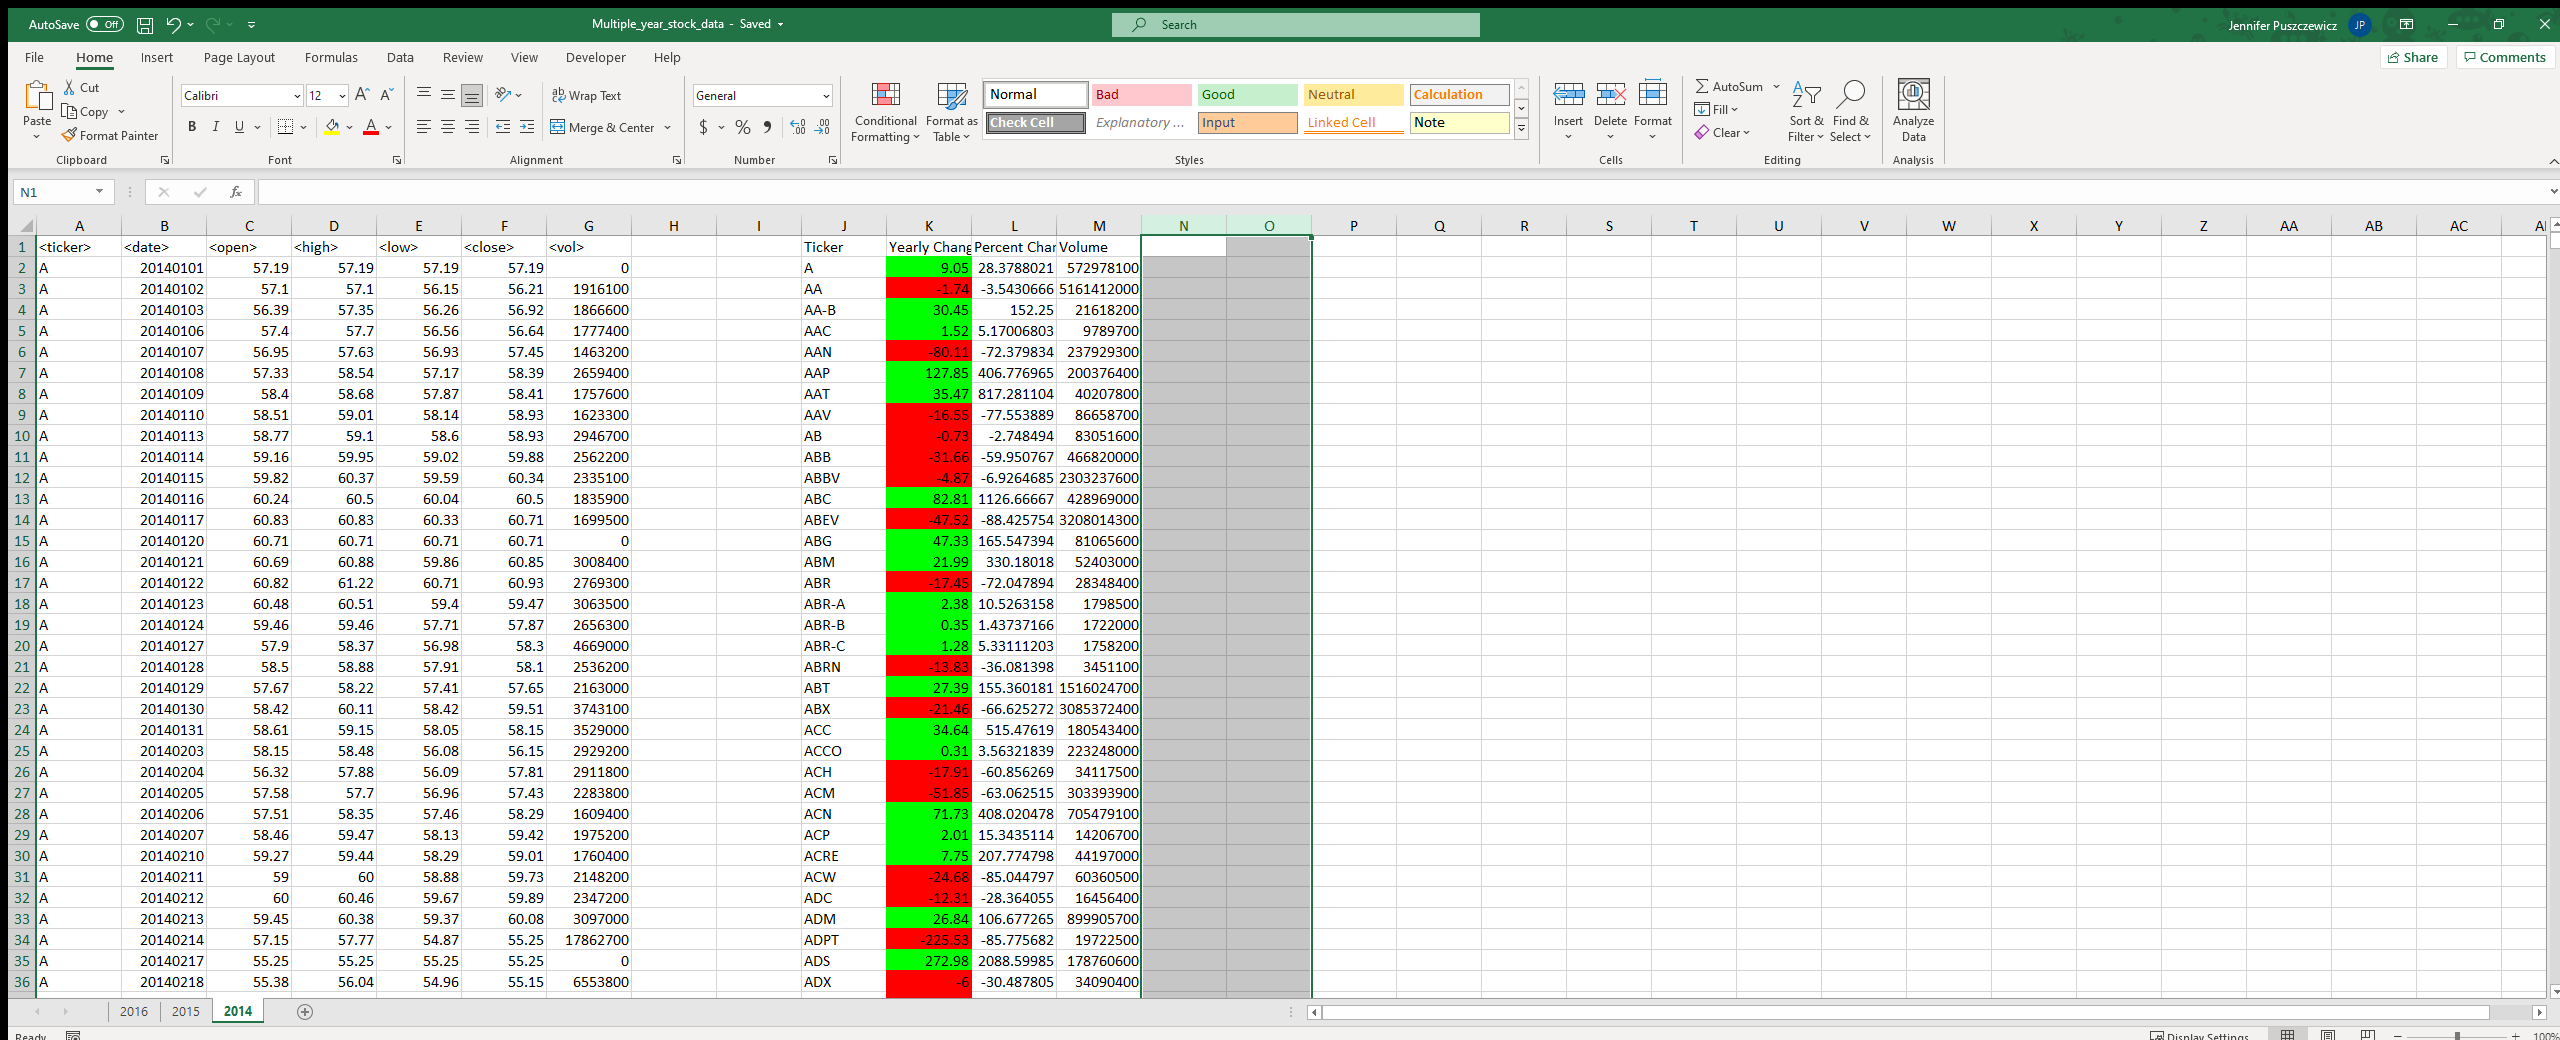 AutoSave Off Multiple_year_stock_data - Saved Search Jennifer Puszczewicz JP
File Home Insert Page Layout Formulas Data Review View Developer Help Share Comments
Paste Cut Copy Format Painter Clipboard
Calibri 12 B I U Font
Wrap Text Merge & Center Alignment
General $ % Number
Conditional Formatting Format as Table
Normal Bad Good Neutral Calculation
Check Cell Explanatory ... Input Linked Cell Note
Styles
Insert Delete Format Cells
AutoSum Fill Clear Sort & Filter Find & Select Editing
Analyze Data Analysis
N1 fx
A B C D E F G H I J K L M N O P Q R S T U V W X Y Z AA AB AC
1 <ticker> <date> <open> <high> <low> <close> <vol> Ticker Yearly Chang Percent Char Volume
2 A 20140101 57.19 57.19 57.19 57.19 0 A 9.05 28.3788021 572978100
3 A 20140102 57.1 57.1 56.15 56.21 1916100 AA -1.74 -3.5430666 5161412000
4 A 20140103 56.39 57.35 56.26 56.92 1866600 AA-B 30.45 152.25 21618200
5 A 20140106 57.4 57.7 56.56 56.64 1777400 AAC 1.52 5.17006803 9789700
6 A 20140107 56.95 57.63 56.93 57.45 1463200 AAN -80.11 -72.379834 237929300
7 A 20140108 57.33 58.54 57.17 58.39 2659400 AAP 127.85 406.776965 200376400
8 A 20140109 58.4 58.68 57.87 58.41 1757600 AAT 35.47 817.281104 40207800
9 A 20140110 58.51 59.01 58.14 58.93 1623300 AAV -16.55 -77.553889 86658700
10 A 20140113 58.77 59.1 58.6 58.93 2946700 AB -0.73 -2.748494 83051600
11 A 20140114 59.16 59.95 59.02 59.88 2562200 ABB -31.66 -59.950767 466820000
12 A 20140115 59.82 60.37 59.59 60.34 2335100 ABBV -4.87 -6.9264685 2303237600
13 A 20140116 60.24 60.5 60.04 60.5 1835900 ABC 82.81 1126.66667 428969000
14 A 20140117 60.83 60.83 60.33 60.71 1699500 ABEV -47.52 -88.425754 3208014300
15 A 20140120 60.71 60.71 60.71 60.71 0 ABG 47.33 165.547394 81065600
16 A 20140121 60.69 60.88 59.86 60.85 3008400 ABM 21.99 330.18018 52403000
17 A 20140122 60.82 61.22 60.71 60.93 2769300 ABR -17.45 -72.047894 28348400
18 A 20140123 60.48 60.51 59.4 59.47 3063500 ABR-A 2.38 10.5263158 1798500
19 A 20140124 59.46 59.46 57.71 57.87 2656300 ABR-B 0.35 1.43737166 1722000
20 A 20140127 57.9 58.37 56.98 58.3 4669000 ABR-C 1.28 5.33111203 1758200
21 A 20140128 58.5 58.88 57.91 58.1 2536200 ABRN -13.83 -36.081398 3451100
22 A 20140129 57.67 58.22 57.41 57.65 2163000 ABT 27.39 155.360181 1516024700
23 A 20140130 58.42 60.11 58.42 59.51 3743100 ABX -21.46 -66.625272 3085372400
24 A 20140131 58.61 59.15 58.05 58.15 3529000 ACC 34.64 515.47619 180543400
25 A 20140203 58.15 58.48 56.08 56.15 2929200 ACCO 0.31 3.56321839 223248000
26 A 20140204 56.32 57.88 56.09 57.81 2911800 ACH -17.91 -60.856269 34117500
27 A 20140205 57.58 57.7 56.96 57.43 2283800 ACM -51.85 -63.062515 303393900
28 A 20140206 57.51 58.35 57.46 58.29 1609400 ACN 71.73 408.020478 705479100
29 A 20140207 58.46 59.47 58.13 59.42 1975200 ACP 2.01 15.3435114 14206700
30 A 20140210 59.27 59.44 58.29 59.01 1760400 ACRE 7.75 207.774798 44197000
31 A 20140211 59 60 58.88 59.73 2148200 ACW -24.68 -85.044797 60360500
32 A 20140212 60 60.46 59.67 59.89 2347200 ADC -12.31 -28.364055 16456400
33 A 20140213 59.45 60.38 59.37 60.08 3097000 ADM 26.84 106.677265 899905700
34 A 20140214 57.15 57.77 54.87 55.25 17862700 ADPT -225.53 -85.775682 19722500
35 A 20140217 55.25 55.25 55.25 55.25 0 ADS 272.98 2088.59985 178760600
36 A 20140218 55.38 56.04 54.96 55.15 6553800 ADX -6 -30.487805 34090400
2016 2015 2014
Ready Display Settings 100%